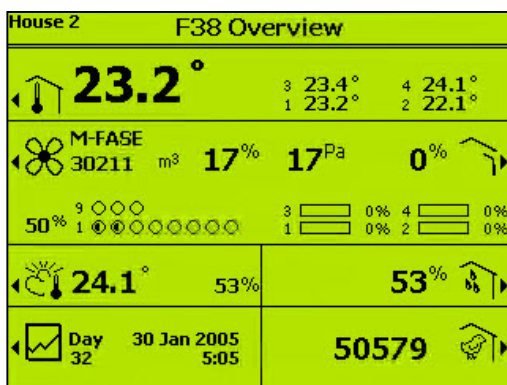 House 2
F38 Overview
23.2°
3 23.4° 4 24.1°
1 23.2° 2 22.1°
M-FASE
30211 m³ 17% 17Pa 0%
9
50% 1
3 0% 4 0%
1 0% 2 0%
24.1° 53% 53%
Day 30 Jan 2005
32 5:05
50579